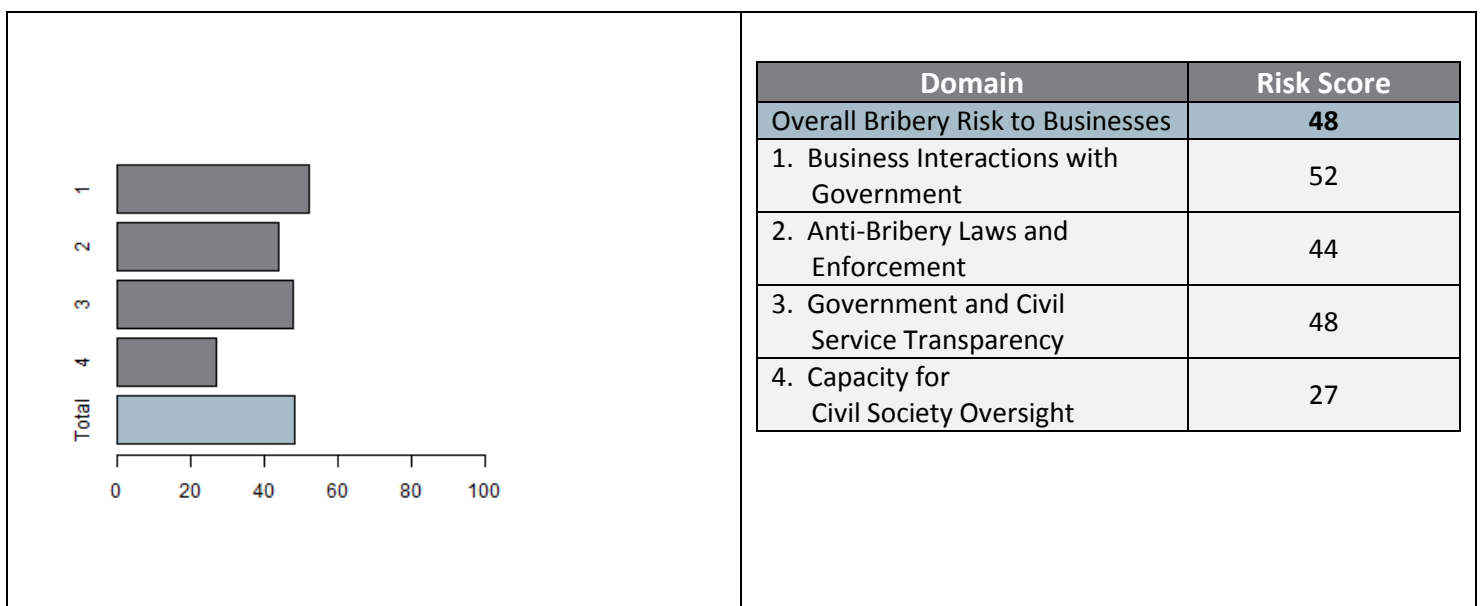 1
2
3
4
Total
0 20 40 60 80 100
Domain Risk Score
Overall Bribery Risk to Businesses 48
1. Business Interactions with
Government
52
2. Anti-Bribery Laws and
Enforcement
44
3. Government and Civil
Service Transparency
48
4. Capacity for
Civil Society Oversight
27